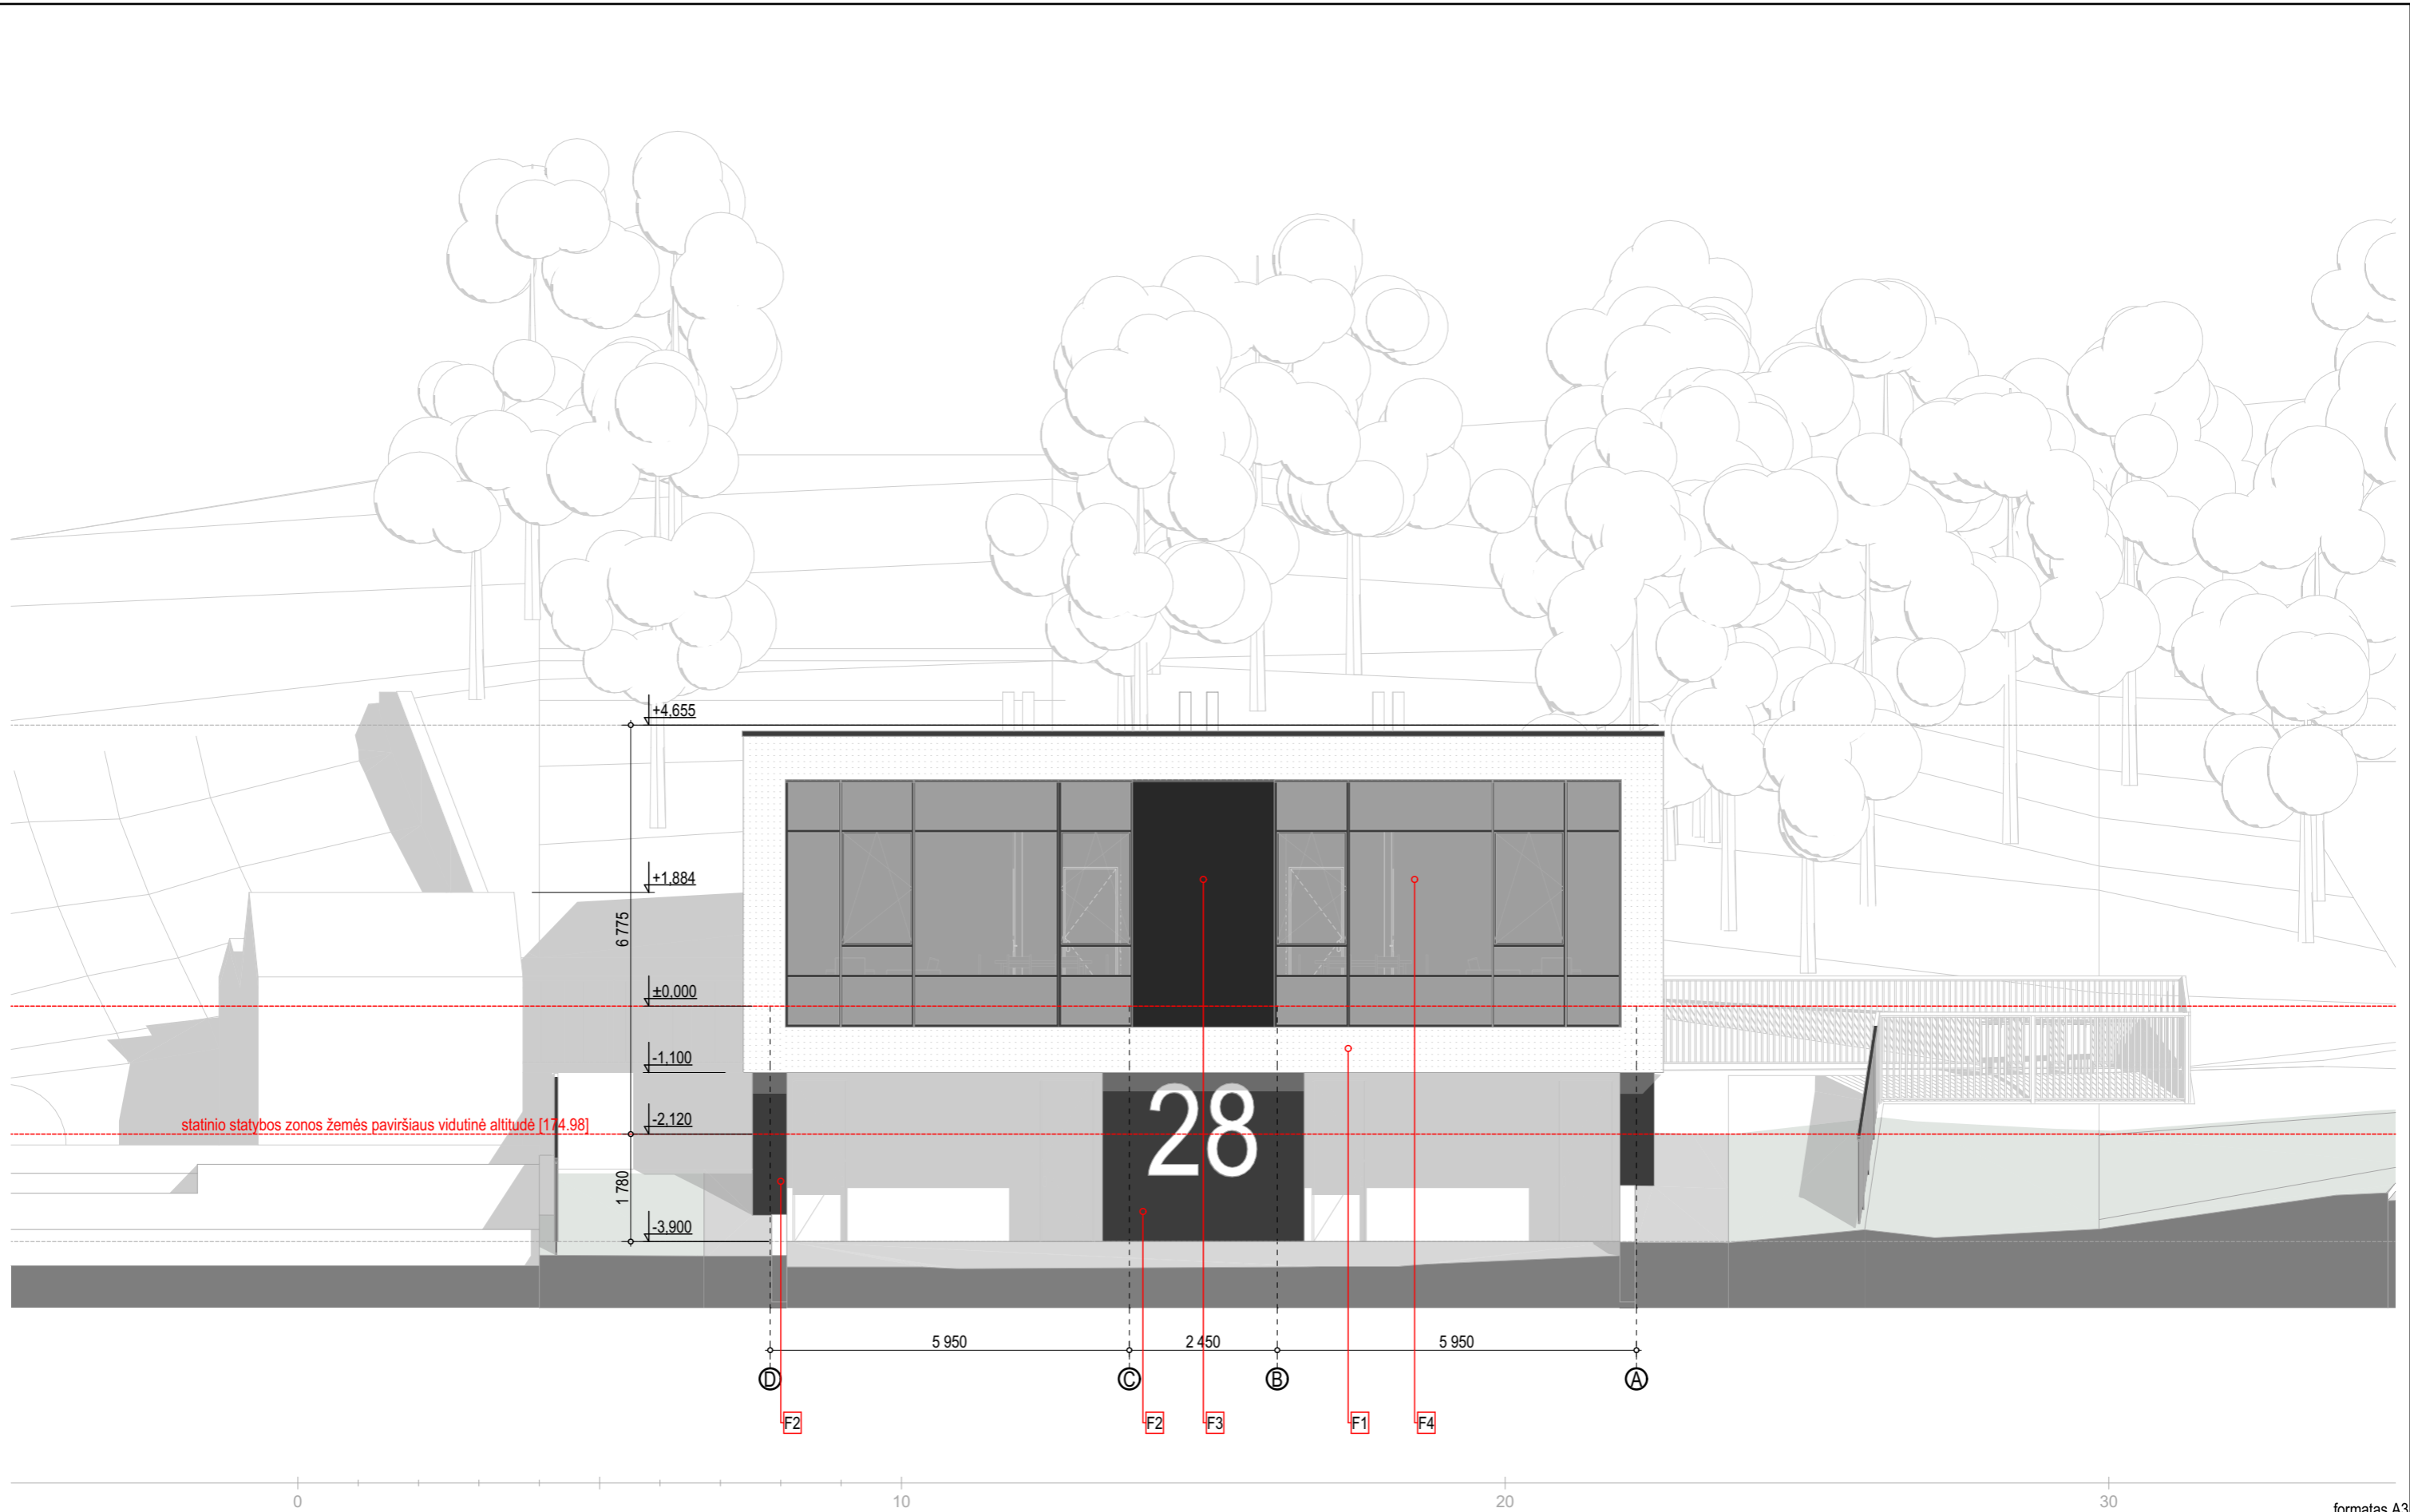 +4,655
+1,884
6 775
±0,000
-1,100
28
statinio statybos zonos žemės paviršiaus vidutinė altitudė [174.98]
-2,120
1 780
-3,900
5 950 2 450 5 950
D C B A
F2 F2 F3 F1 F4
0 10 20 30
formatas A3